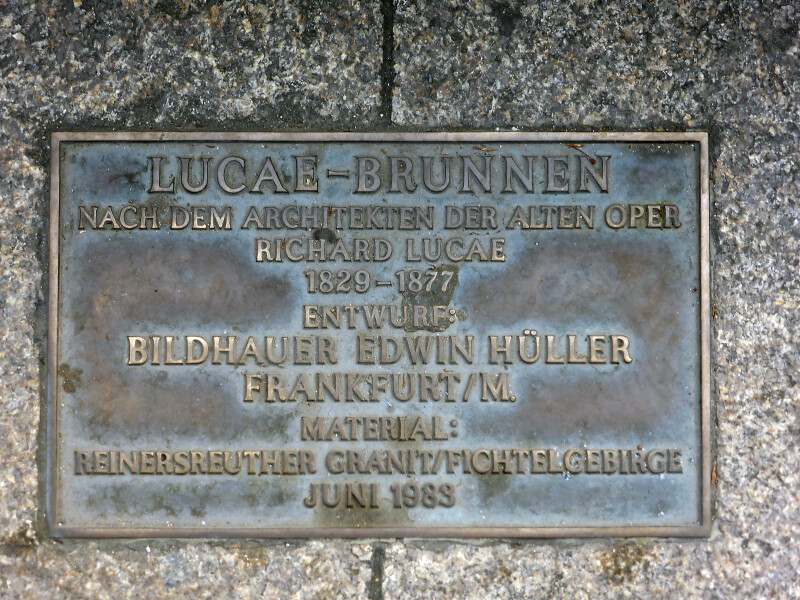 LUCAE-BRUNNEN
NACH DEM ARCHITEKTEN DER ALTEN OPER
RICHARD LUCAE
1829-1877
ENTWURF:
BILDHAUER EDWIN HÜLLER
FRANKFURT/M.
MATERIAL:
REINERSREUTHER GRANIT/FICHTELGEBIRGE
JUNI 1983